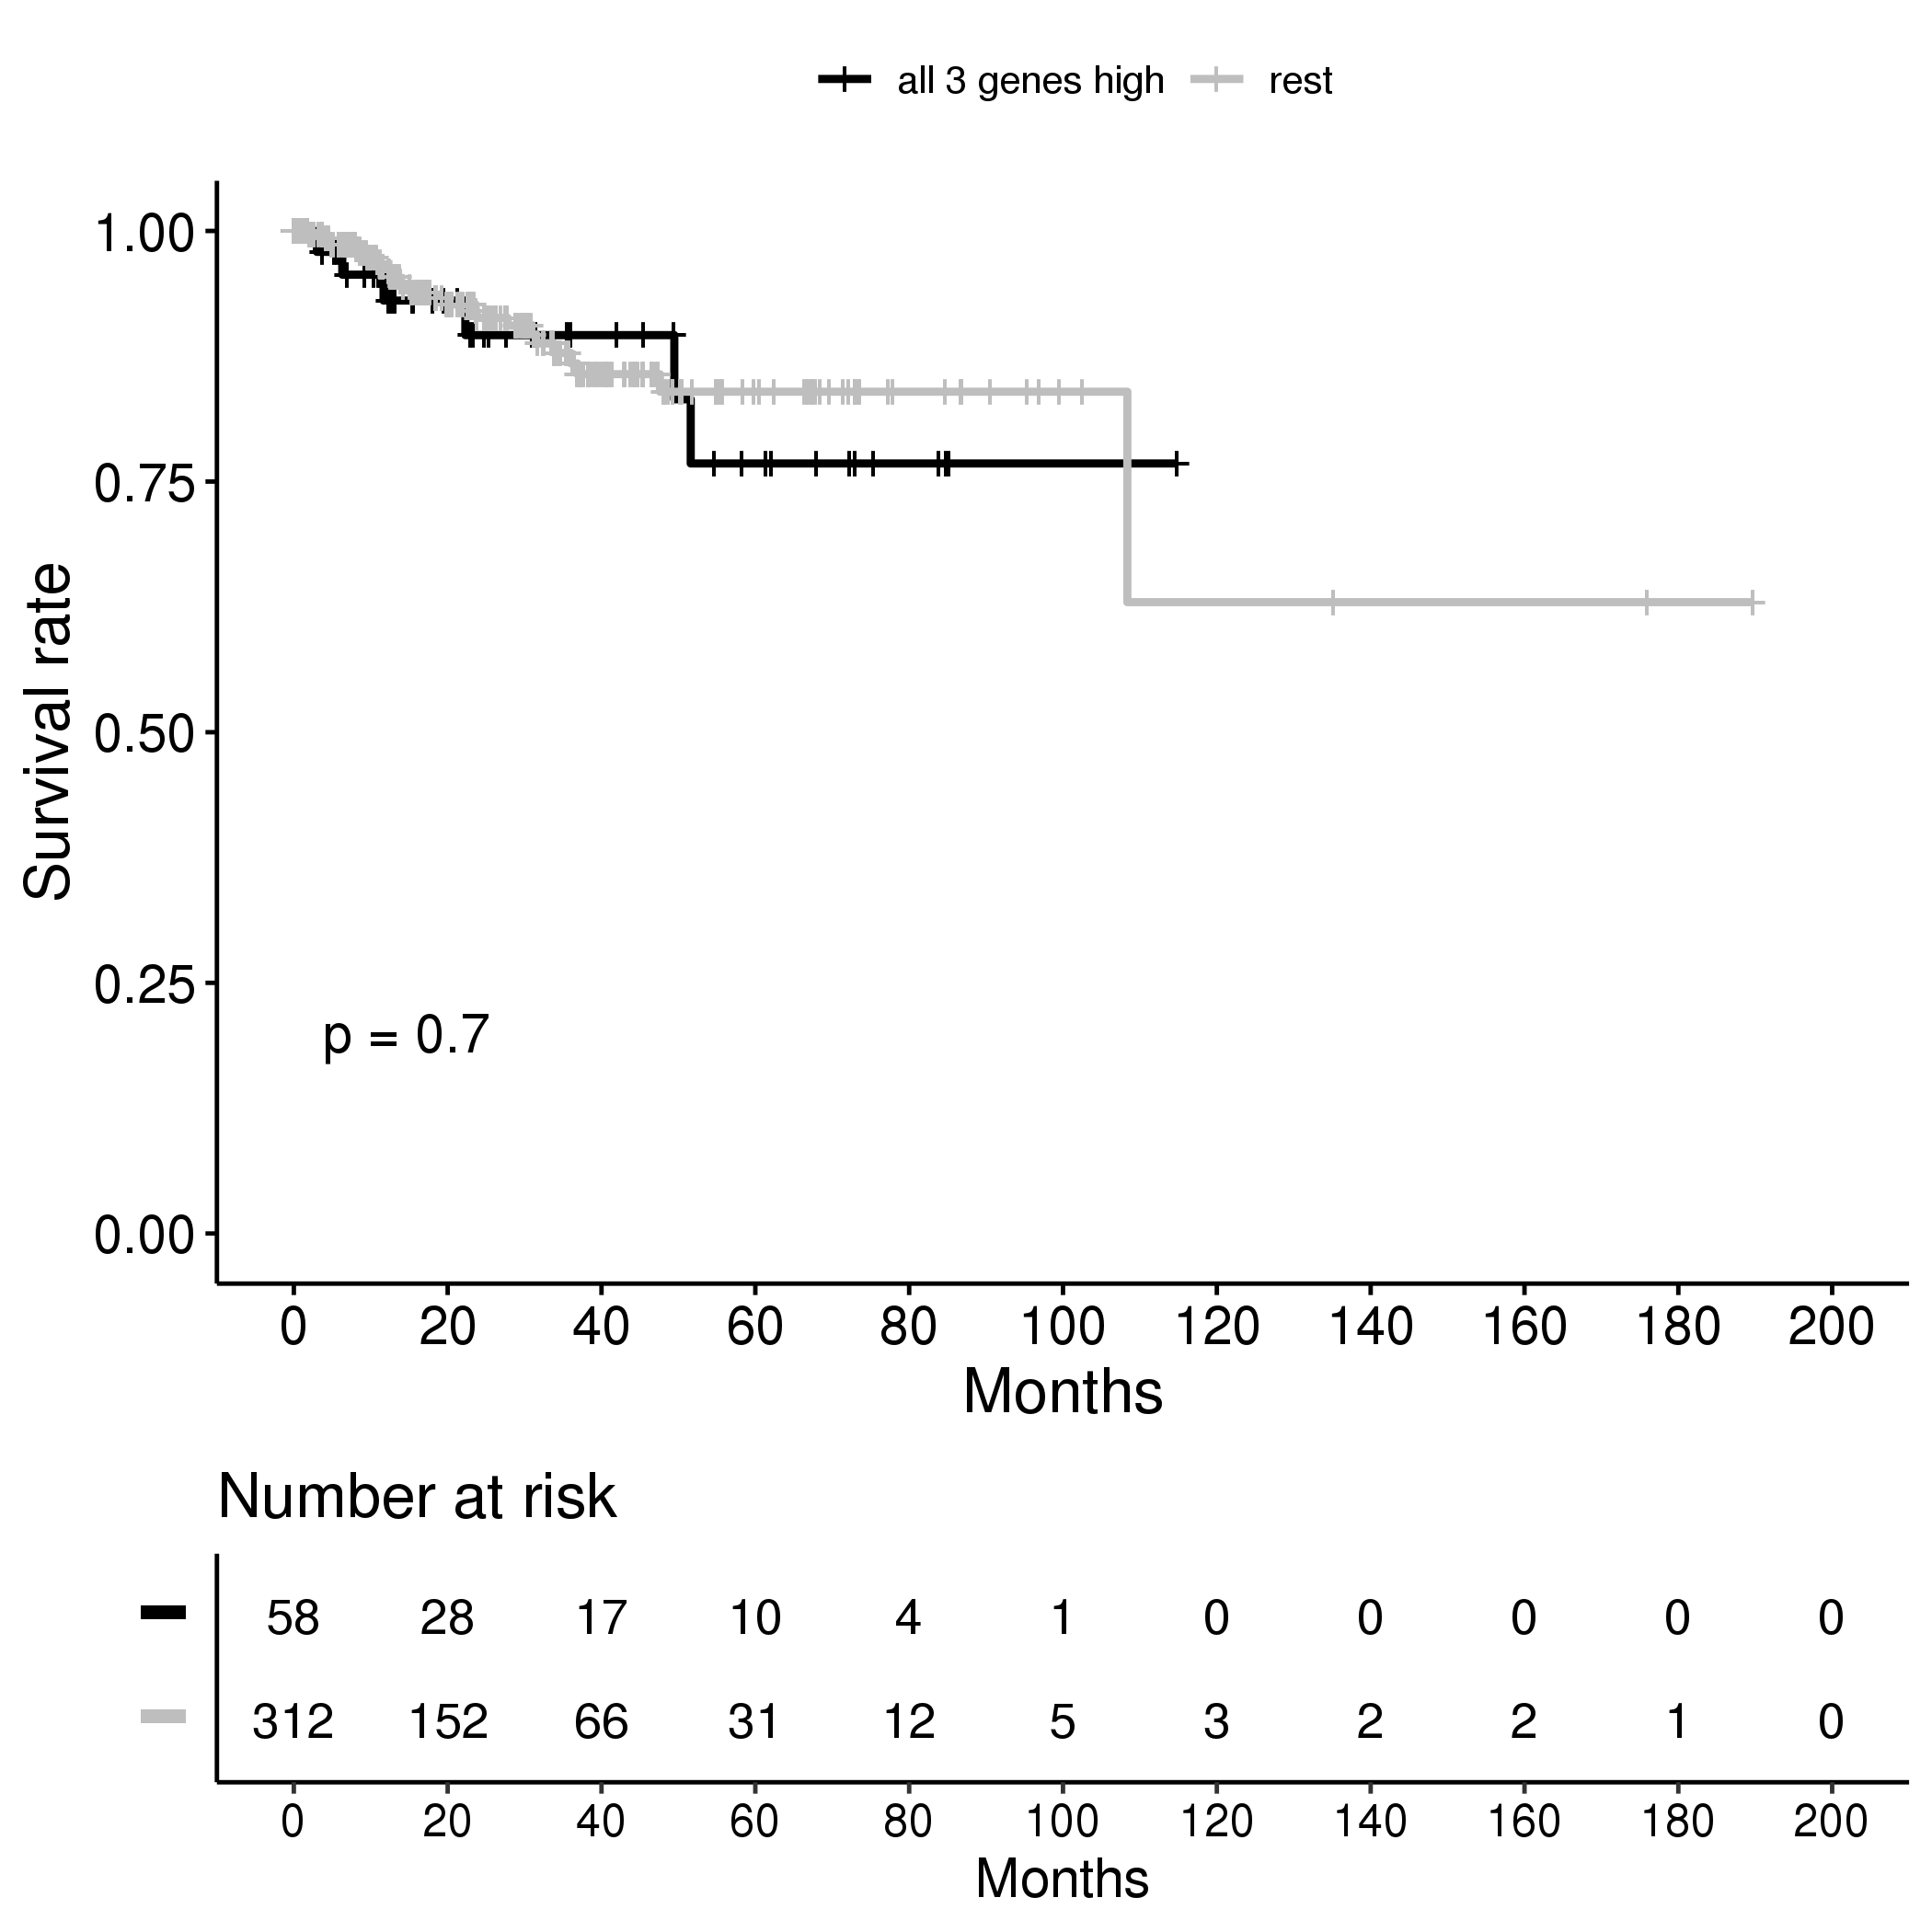 all 3 genes high rest
1.00
0.75
0.50
0.25
0.00
Survival rate
p = 0.7
0 20 40 60 80 100 120 140 160 180 200
Months
Number at risk
58 28 17 10 4 1 0 0 0 0 0
312 152 66 31 12 5 3 2 2 1 0
0 20 40 60 80 100 120 140 160 180 200
Months